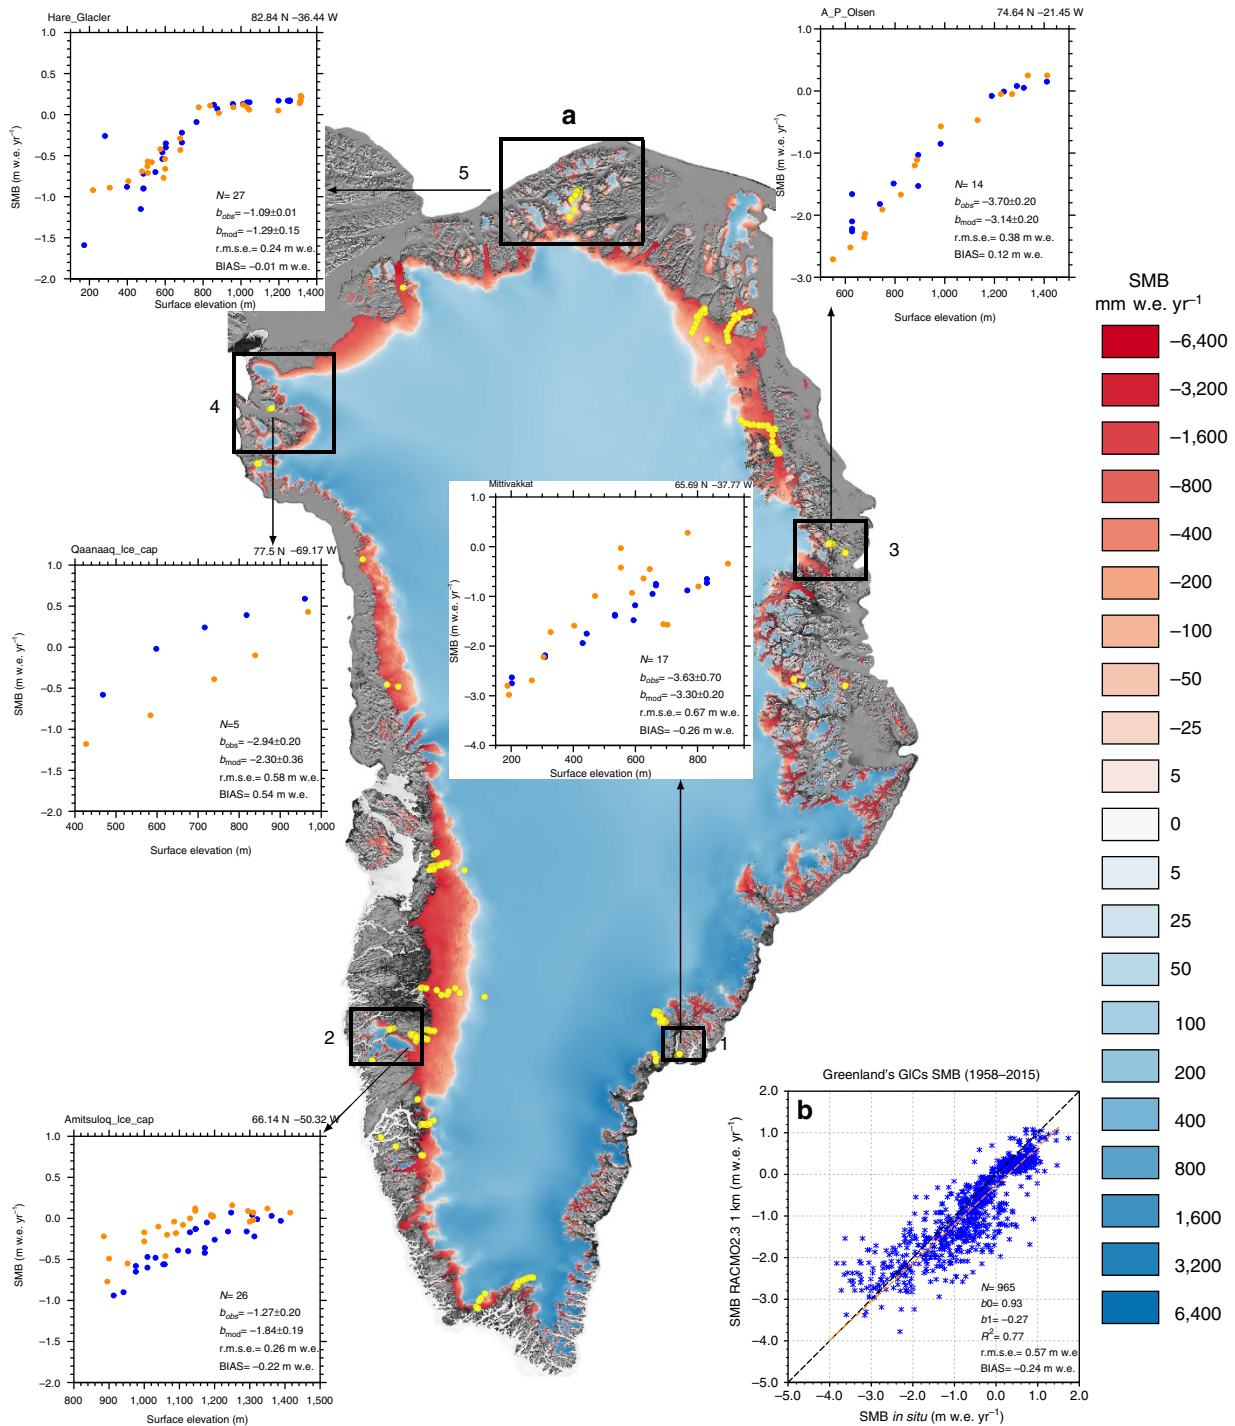 Hare_Glacier 82.84 N −36.44 W
1.0
0.5
0.0
−0.5
−1.0
−1.5
−2.0
SMB (m w.e. yr−1)
N= 27
bobs= −1.09±0.01
bmod= −1.29±0.15
r.m.s.e.= 0.24 m w.e.
BIAS= −0.01 m w.e.
200 400 600 800 1,000 1,200 1,400
Surface elevation (m)
a
5
A_P_Olsen 74.64 N −21.45 W
1.0
0.0
−1.0
−2.0
−3.0
SMB (m w.e. yr−1)
N= 14
bobs= −3.70±0.20
bmod= −3.14±0.20
r.m.s.e.= 0.38 m w.e.
BIAS= 0.12 m w.e.
600 800 1,000 1,200 1,400
Surface elevation (m)
SMB
mm w.e. yr−1
−6,400
−3,200
−1,600
−800
−400
−200
−100
−50
−25
5
0
5
25
50
100
200
400
800
1,600
3,200
6,400
4
3
Qaanaaq_Ice_cap 77.5 N −69.17 W
1.0
0.5
0.0
−0.5
−1.0
−1.5
−2.0
SMB (m w.e. yr−1)
N=5
bobs= −2.94±0.20
bmod= −2.30±0.36
r.m.s.e.= 0.58 m w.e.
BIAS= 0.54 m w.e.
400 500 600 700 800 900 1,000
Surface elevation (m)
Mittivakkat 65.69 N −37.77 W
1.0
0.0
−1.0
−2.0
−3.0
−4.0
SMB (m w.e. yr−1)
N= 17
bobs= −3.63±0.70
bmod= −3.30±0.20
r.m.s.e.= 0.67 m w.e.
BIAS= −0.26 m w.e.
200 400 600 800
Surface elevation (m)
2
1
Amitsuloq_Ice_cap 66.14 N −50.32 W
1.0
0.5
0.0
−0.5
−1.0
−1.5
−2.0
SMB (m w.e. yr−1)
N= 26
bobs= −1.27±0.20
bmod= −1.84±0.19
r.m.s.e.= 0.26 m w.e.
BIAS= −0.22 m w.e.
800 900 1,000 1,100 1,200 1,300 1,400 1,500
Surface elevation (m)
Greenland's GICs SMB (1958–2015)
b
2.0
1.0
0.0
−1.0
−2.0
−3.0
−4.0
−5.0
SMB RACMO2.3 1 km (m w.e. yr−1)
N= 965
b0= 0.93
b1= −0.27
R2= 0.77
r.m.s.e= 0.57 m w.e.
BIAS= −0.24 m w.e.
−5.0 −4.0 −3.0 −2.0 −1.0 0.0 1.0 2.0
SMB in situ (m w.e. yr−1)